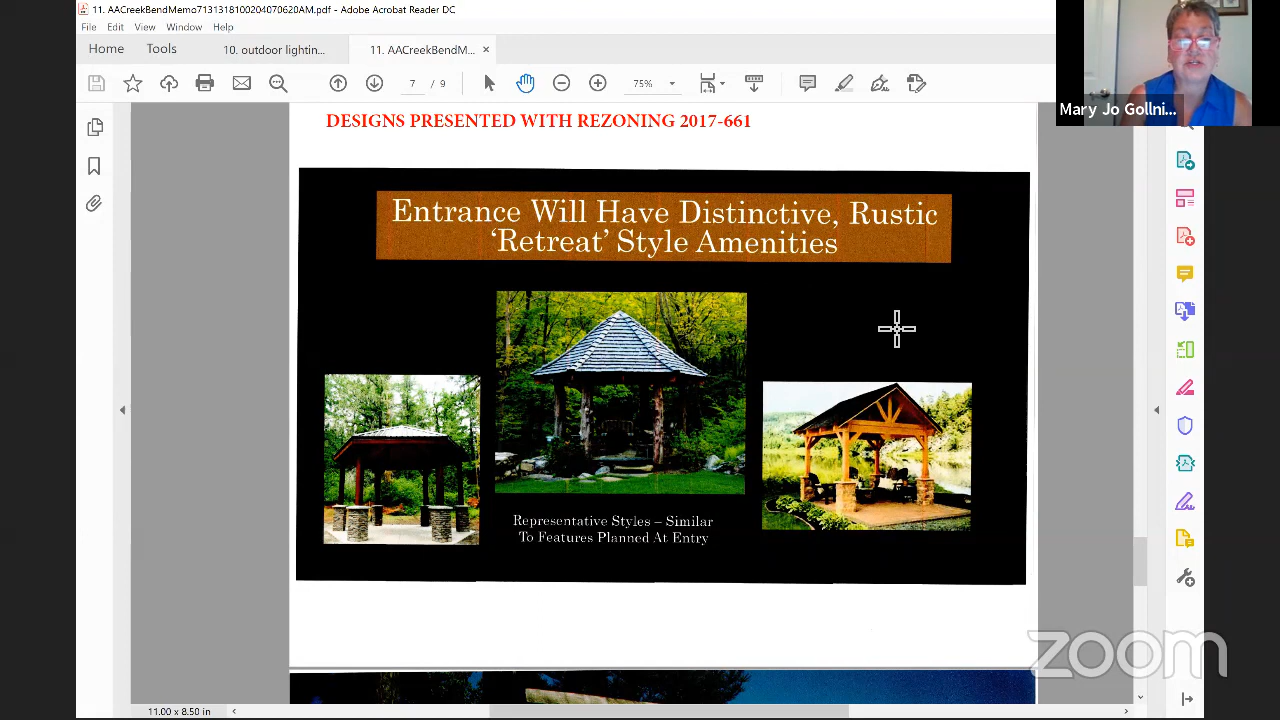 11. AACreekBendMemo7131318100204070620AM.pdf - Adobe Acrobat Reader DC
File Edit View Window Help
Home Tools 10. outdoor lightin... 11. AACreekBendM... ×
7 / 9 75%
Mary Jo Gollni...
DESIGNS PRESENTED WITH REZONING 2017-661
Entrance Will Have Distinctive, Rustic
‘Retreat’ Style Amenities
Representative Styles – Similar
To Features Planned At Entry
zoom
11.00 x 8.50 in